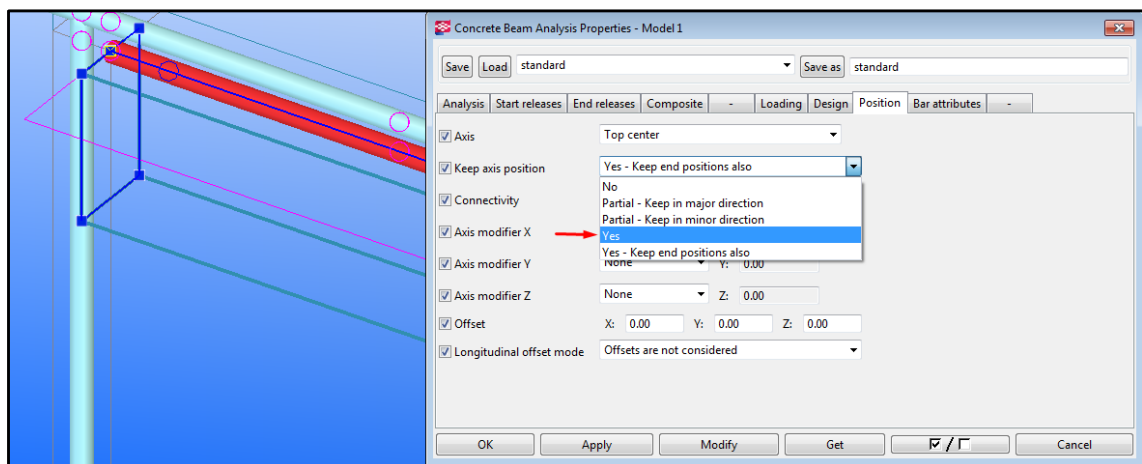 Concrete Beam Analysis Properties - Model 1
Save Load standard Save as standard
Analysis Start releases End releases Composite - Loading Design Position Bar attributes -
Axis Top center
Keep axis position Yes - Keep end positions also
No
Partial - Keep in major direction
Connectivity
Partial - Keep in minor direction
Axis modifier X Yes
Yes - Keep end positions also
Axis modifier Y None Y: 0.00
Axis modifier Z None Z: 0.00
Offset X: 0.00 Y: 0.00 Z: 0.00
Longitudinal offset mode Offsets are not considered
OK Apply Modify Get / Cancel